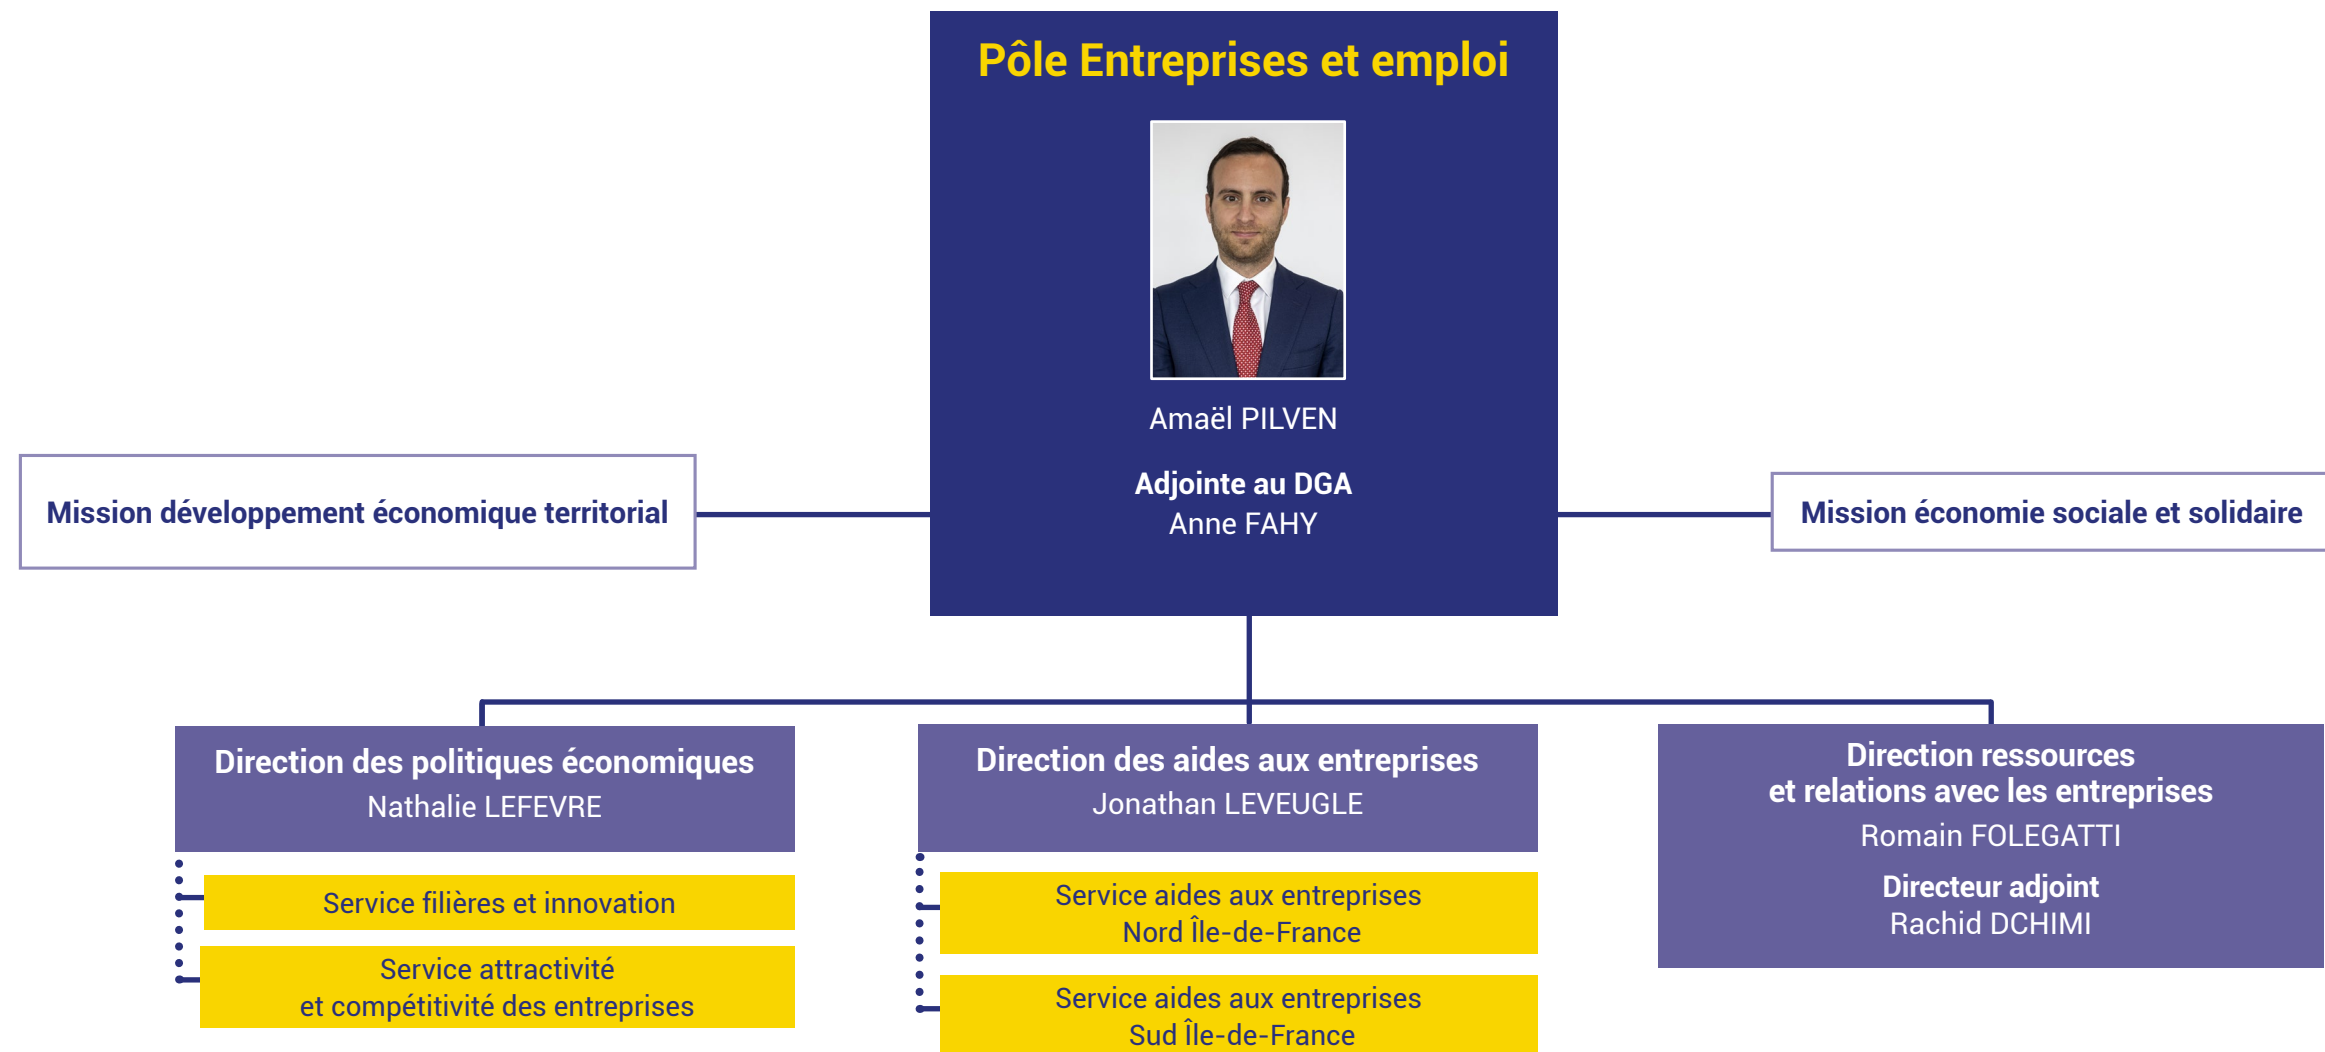 Pôle Entreprises et emploi
Amaël PILVEN
Adjointe au DGA
Anne FAHY
Mission développement économique territorial
Mission économie sociale et solidaire
Direction des politiques économiques
Nathalie LEFEVRE
Service filières et innovation
Service attractivité
et compétitivité des entreprises
Direction des aides aux entreprises
Jonathan LEVEUGLE
Service aides aux entreprises
Nord Île-de-France
Service aides aux entreprises
Sud Île-de-France
Direction ressources
et relations avec les entreprises
Romain FOLEGATTI
Directeur adjoint
Rachid DCHIMI